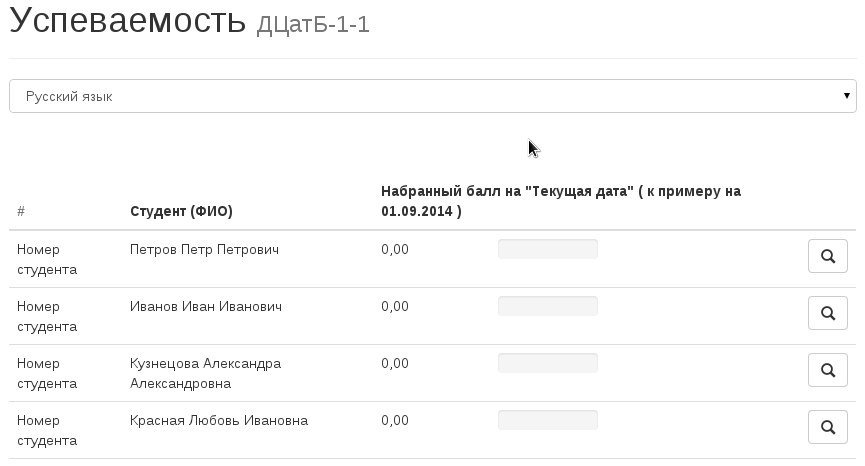 Успеваемость ДЦатБ-1-1
Русский язык
Набранный балл на "Текущая дата" ( к примеру на
# Студент (ФИО) 01.09.2014 )
Номер Петров Петр Петрович 0,00
студента
Номер Иванов Иван Иванович 0,00
студента
Номер Кузнецова Александра 0,00
студента Александровна
Номер Красная Любовь Ивановна 0,00
студента